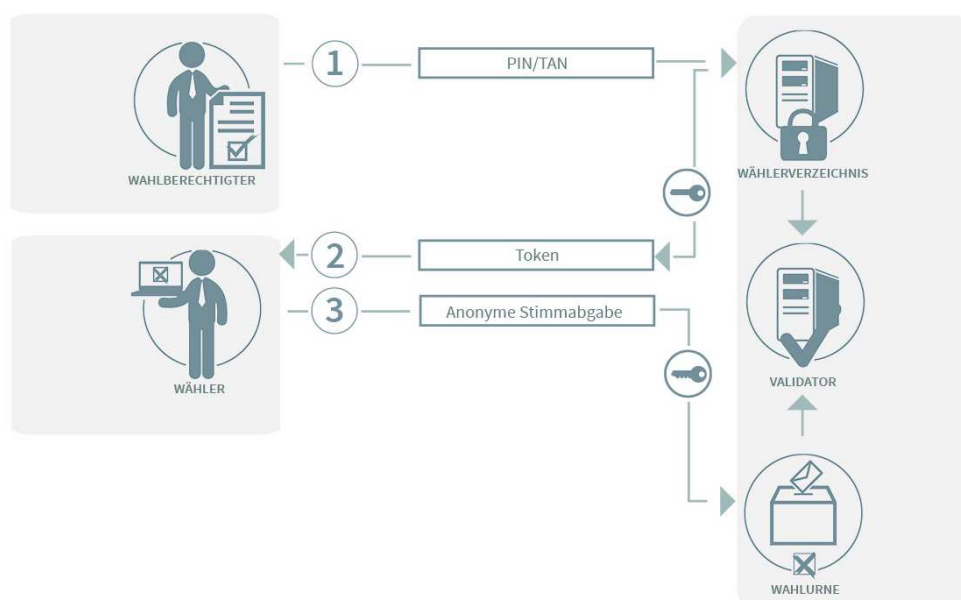 1
PIN/TAN
WAHLBERECHTIGTER
WÄHLERVERZEICHNIS
2
Token
3
Anonyme Stimmabgabe
WÄHLER
VALIDATOR
WAHLURNE